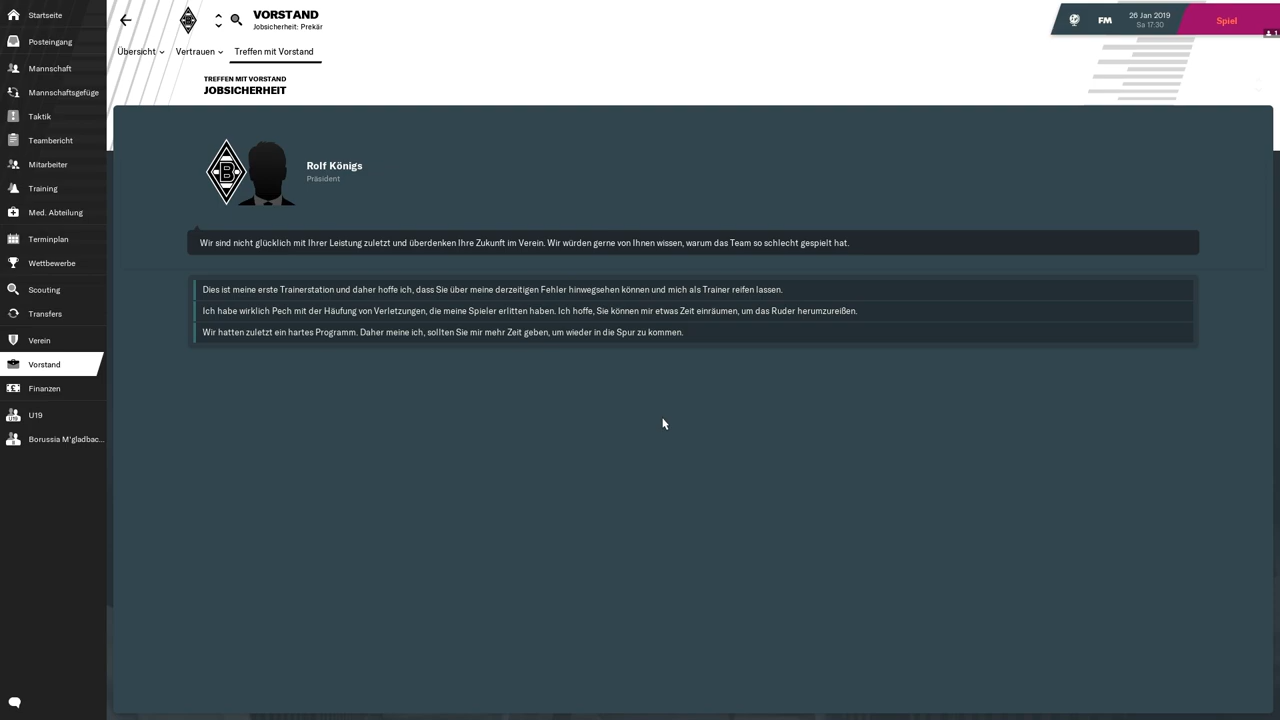 Startseite
Posteingang
Mannschaft
Mannschaftsgefüge
Taktik
Teambericht
Mitarbeiter
Training
Med. Abteilung
Terminplan
Wettbewerbe
Scouting
Transfers
Verein
Vorstand
Finanzen
U19
Borussia M'gladbac...
VORSTAND
Jobsicherheit: Prekär
FM
26 Jan 2019
Sa 17:30
Spiel
1
Übersicht
Vertrauen
Treffen mit Vorstand
TREFFEN MIT VORSTAND
JOBSICHERHEIT
B
Rolf Königs
Präsident
Wir sind nicht glücklich mit Ihrer Leistung zuletzt und überdenken Ihre Zukunft im Verein. Wir würden gerne von Ihnen wissen, warum das Team so schlecht gespielt hat.
Dies ist meine erste Trainerstation und daher hoffe ich, dass Sie über meine derzeitigen Fehler hinwegsehen können und mich als Trainer reifen lassen.
Ich habe wirklich Pech mit der Häufung von Verletzungen, die meine Spieler erlitten haben. Ich hoffe, Sie können mir etwas Zeit einräumen, um das Ruder herumzureißen.
Wir hatten zuletzt ein hartes Programm. Daher meine ich, sollten Sie mir mehr Zeit geben, um wieder in die Spur zu kommen.